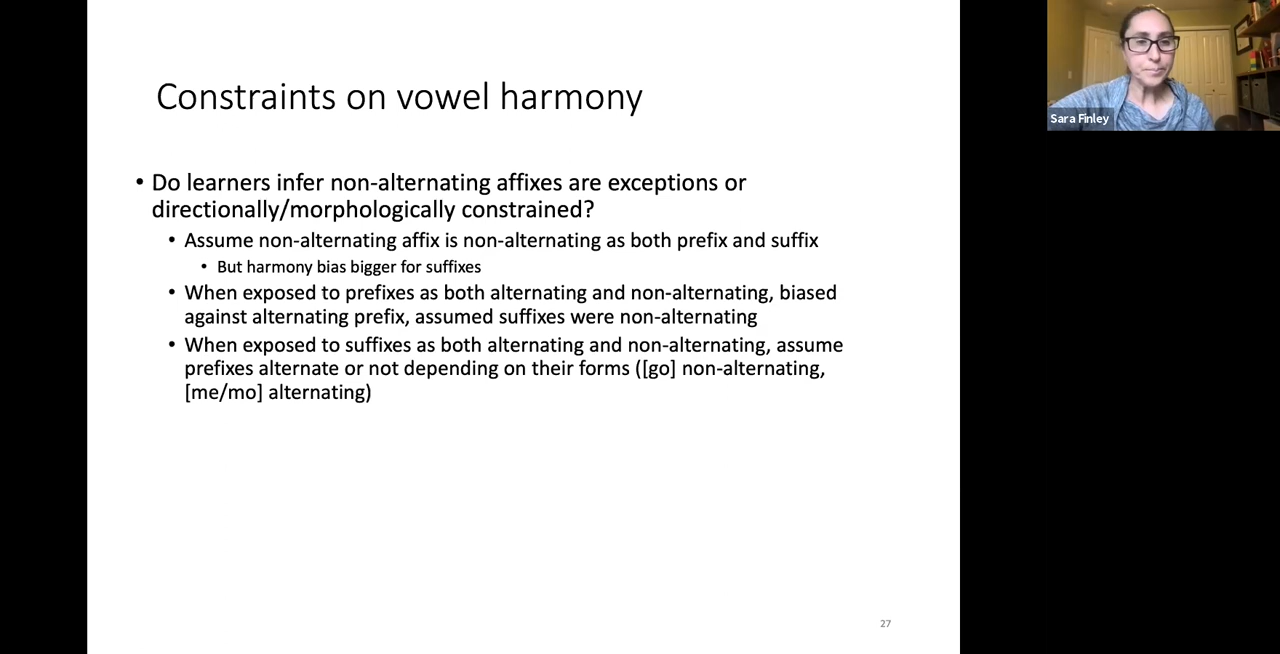 Constraints on vowel harmony
• Do learners infer non-alternating affixes are exceptions or
directionally/morphologically constrained?
• Assume non-alternating affix is non-alternating as both prefix and suffix
• But harmony bias bigger for suffixes
• When exposed to prefixes as both alternating and non-alternating, biased
against alternating prefix, assumed suffixes were non-alternating
• When exposed to suffixes as both alternating and non-alternating, assume
prefixes alternate or not depending on their forms ([go] non-alternating,
[me/mo] alternating)
27
Sara Finley